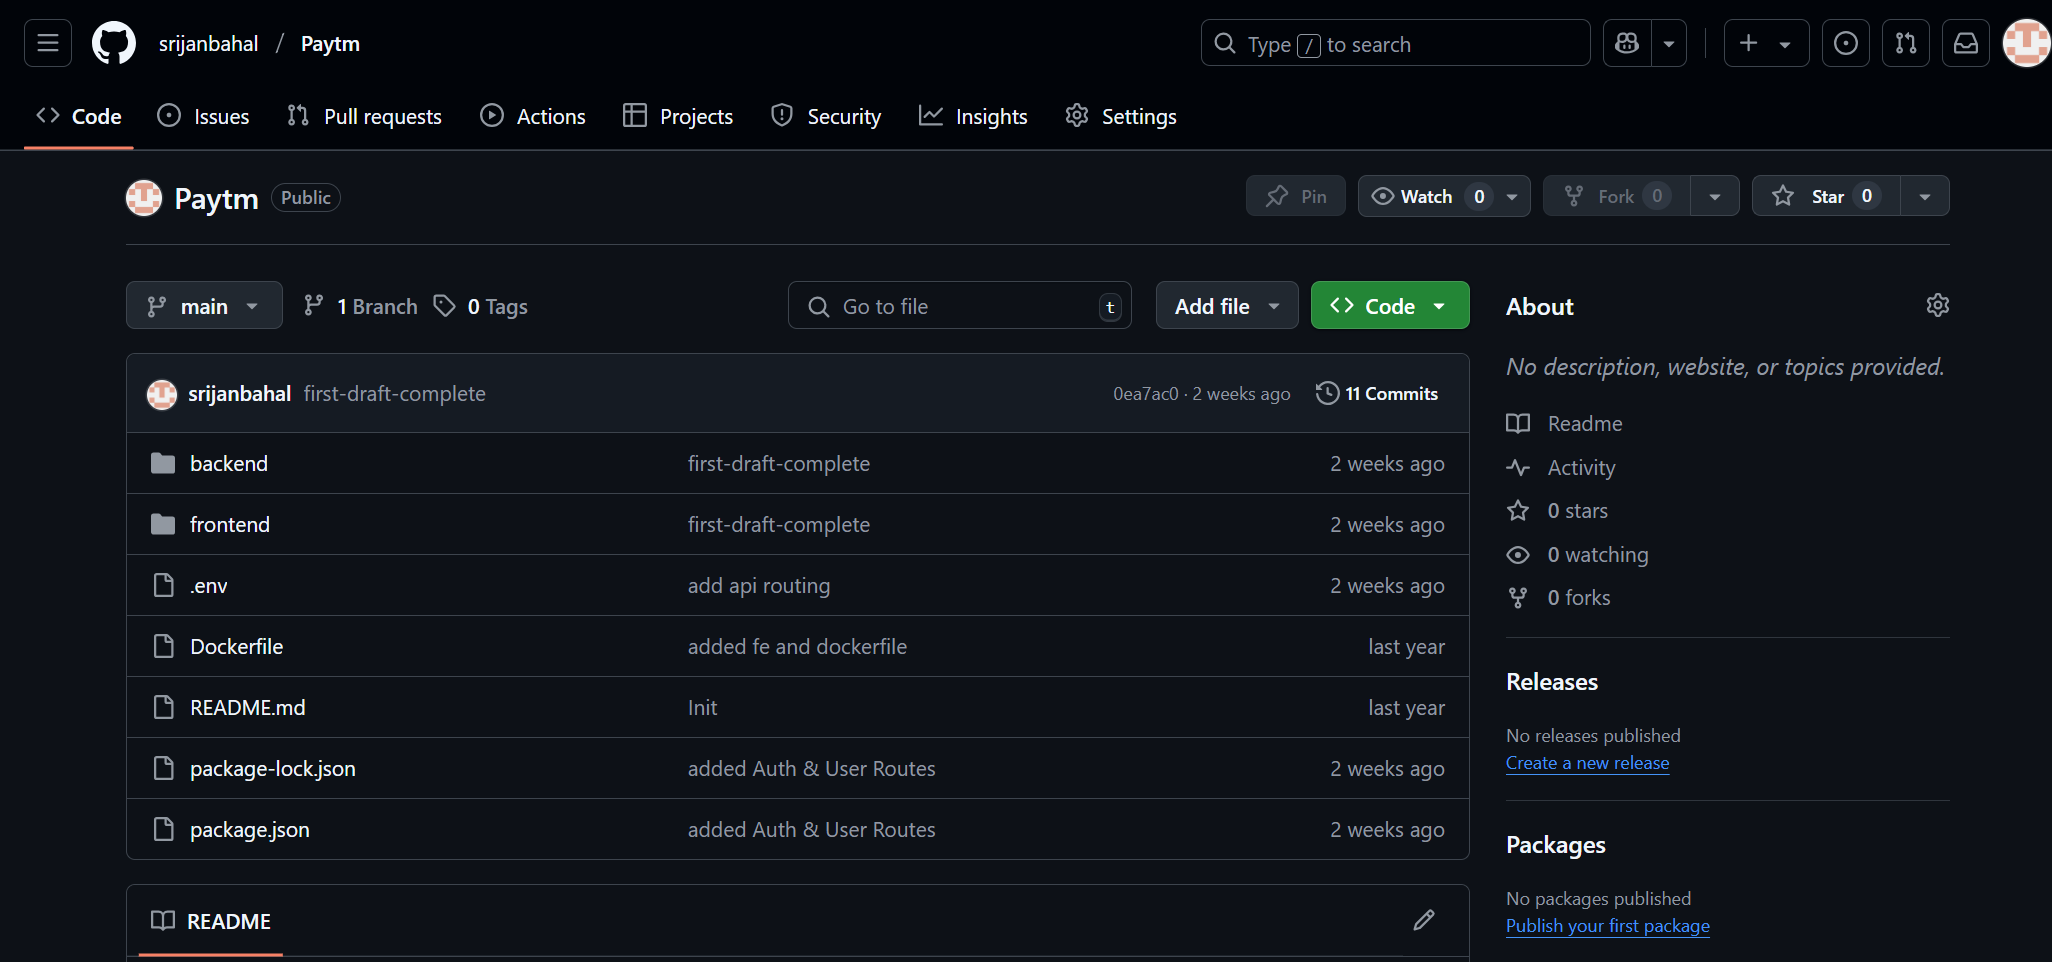 srijanbahal / Paytm
Type / to search
Code Issues Pull requests Actions Projects Security Insights Settings
Paytm Public
Pin Watch 0 Fork 0 Star 0
main 1 Branch 0 Tags
Go to file t
Add file Code
srijanbahal first-draft-complete 0ea7ac0 · 2 weeks ago 11 Commits
backend first-draft-complete 2 weeks ago
frontend first-draft-complete 2 weeks ago
.env add api routing 2 weeks ago
Dockerfile added fe and dockerfile last year
README.md Init last year
package-lock.json added Auth & User Routes 2 weeks ago
package.json added Auth & User Routes 2 weeks ago
README
About
No description, website, or topics provided.
Readme
Activity
0 stars
0 watching
0 forks
Releases
No releases published
Create a new release
Packages
No packages published
Publish your first package